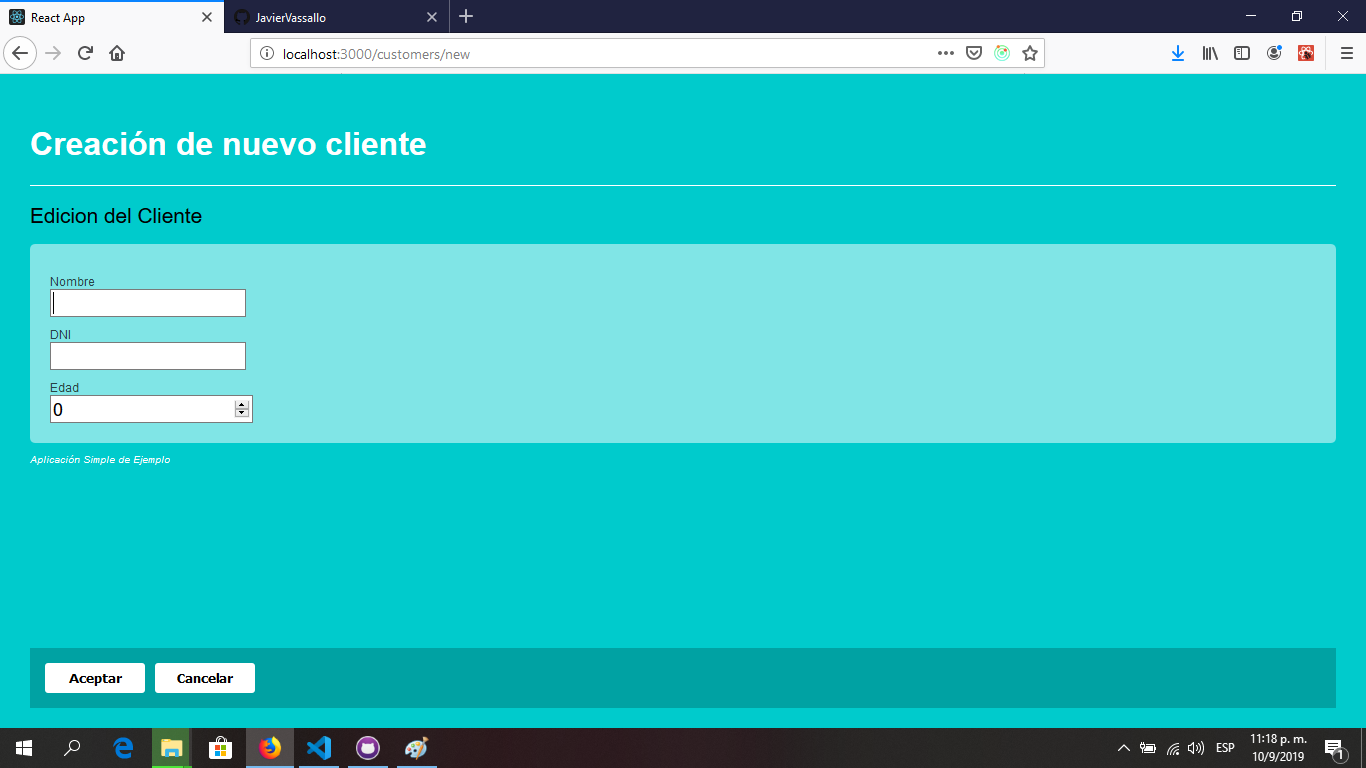 React App
JavierVassallo
localhost:3000/customers/new
Creación de nuevo cliente
Edicion del Cliente
Nombre
DNI
Edad
0
Aplicación Simple de Ejemplo
Aceptar
Cancelar
ESP
11:18 p. m.
10/9/2019
1